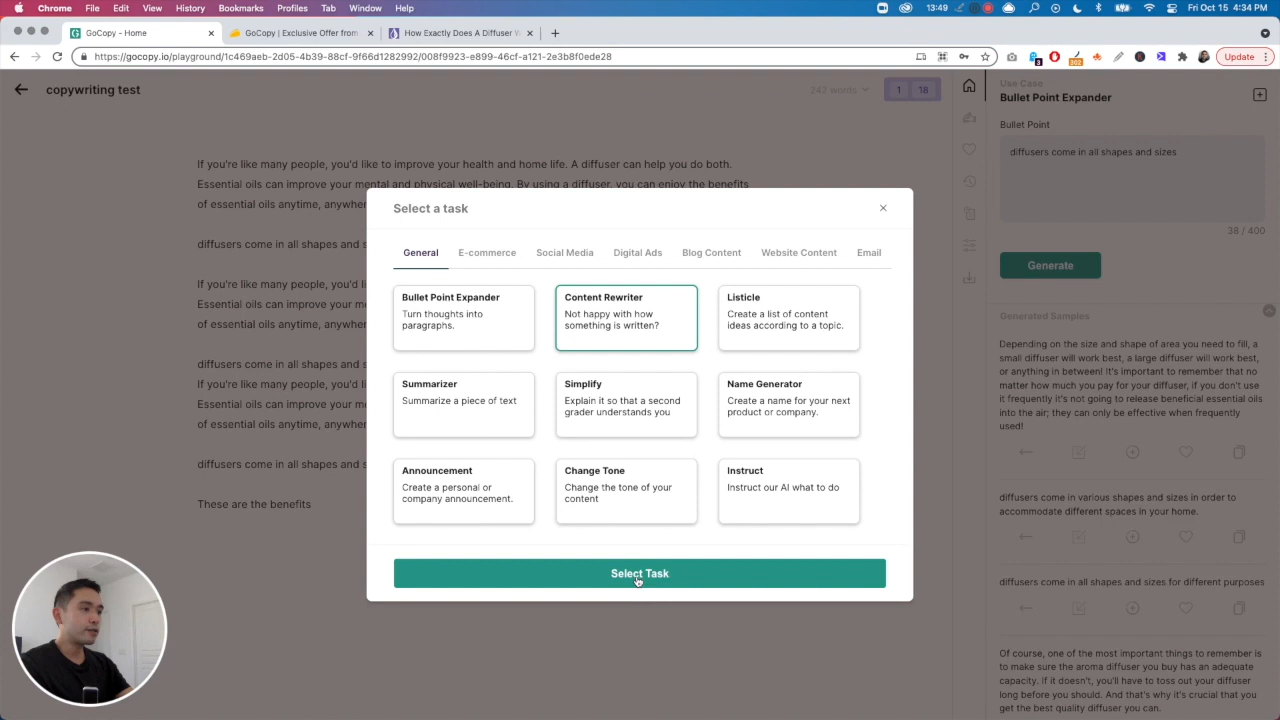 Chrome File Edit View History Bookmarks Profiles Tab Window Help 13:49 Fri Oct 15 4:34 PM
GoCopy - Home GoCopy | Exclusive Offer from How Exactly Does A Diffuser W
gocopy.io/playground/1c469aeb-2d05-4b39-88cf-9f66d1282992/008f9923-e899-46cf-a121-2e3b8f0ede28 3 302 Update
copywriting test 242 words 1 18
Use Case
Bullet Point Expander
Bullet Point
diffusers come in all shapes and sizes
38 / 400
Generate
Generated Samples
Depending on the size and shape of area you need to fill, a
small diffuser will work best, a large diffuser will work best,
or anything in between! It's important to remember that no
matter how much you pay for your diffuser, if you don't use
it frequently it's not going to release beneficial essential oils
into the air; they can only be effective when frequently
used!
diffusers come in various shapes and sizes in order to
accommodate different spaces in your home.
diffusers come in all shapes and sizes for different purposes
Of course, one of the most important things to remember is
to make sure the aroma diffuser you buy has an adequate
capacity. If it doesn't, you'll have to toss out your diffuser
long before you should. And that's why it's crucial that you
get the best quality diffuser you can.
If you're like many people, you'd like to improve your health and home life. A diffuser can help you do both.
Essential oils can improve your mental and physical well-being. By using a diffuser, you can enjoy the benefits
of essential oils anytime, anywhere
diffusers come in all shapes and s
If you're like many people, you'd li
Essential oils can improve your me
of essential oils anytime, anywhere
diffusers come in all shapes and s
If you're like many people, you'd li
Essential oils can improve your me
of essential oils anytime, anywhere
diffusers come in all shapes and s
These are the benefits
Select a task
General E-commerce Social Media Digital Ads Blog Content Website Content Email
Bullet Point Expander
Turn thoughts into
paragraphs.
Content Rewriter
Not happy with how
something is written?
Listicle
Create a list of content
ideas according to a topic.
Summarizer
Summarize a piece of text
Simplify
Explain it so that a second
grader understands you
Name Generator
Create a name for your next
product or company.
Announcement
Create a personal or
company announcement.
Change Tone
Change the tone of your
content
Instruct
Instruct our AI what to do
Select Task